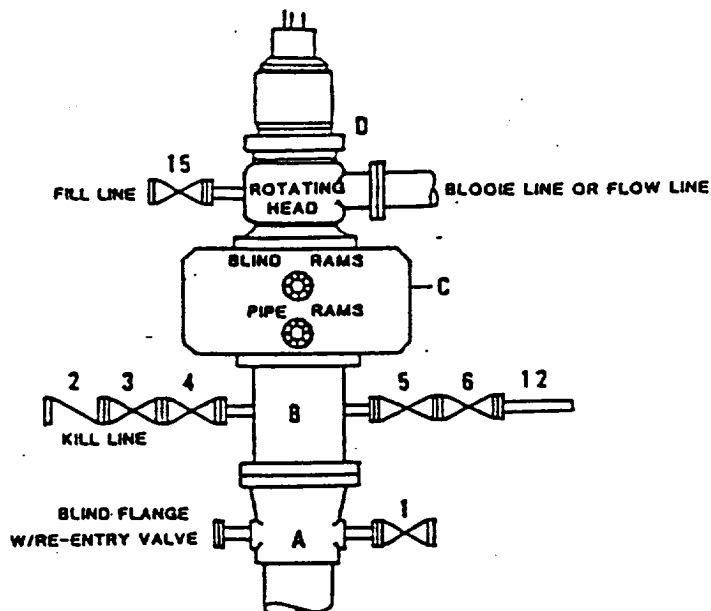 D
15
FILL LINE
ROTATING
HEAD
BLOOIE LINE OR FLOW LINE
BLIND RAMS
C
PIPE RAMS
2 3 4 5 6 12
B
KILL LINE
BLIND FLANGE
W/RE-ENTRY VALVE
1
A